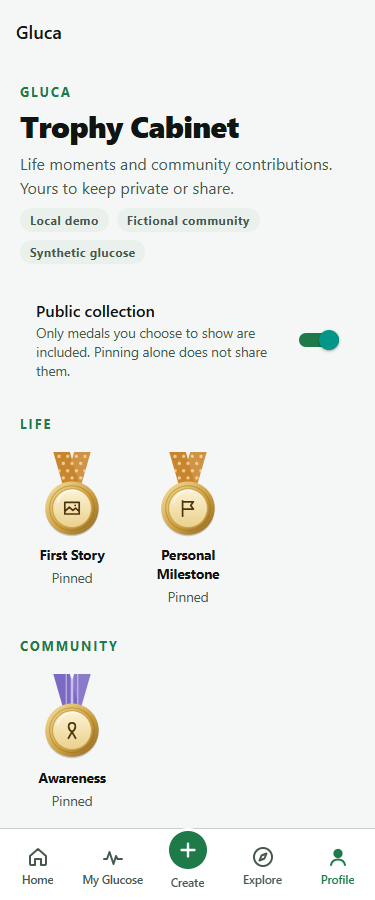 Gluca
GLUCA
Trophy Cabinet
Life moments and community contributions.
Yours to keep private or share.
Local demo
Fictional community
Synthetic glucose
Public collection
Only medals you choose to show are
included. Pinning alone does not share
them.
LIFE
First Story
Pinned
Personal
Milestone
Pinned
COMMUNITY
Awareness
Pinned
Home
My Glucose
Create
Explore
Profile